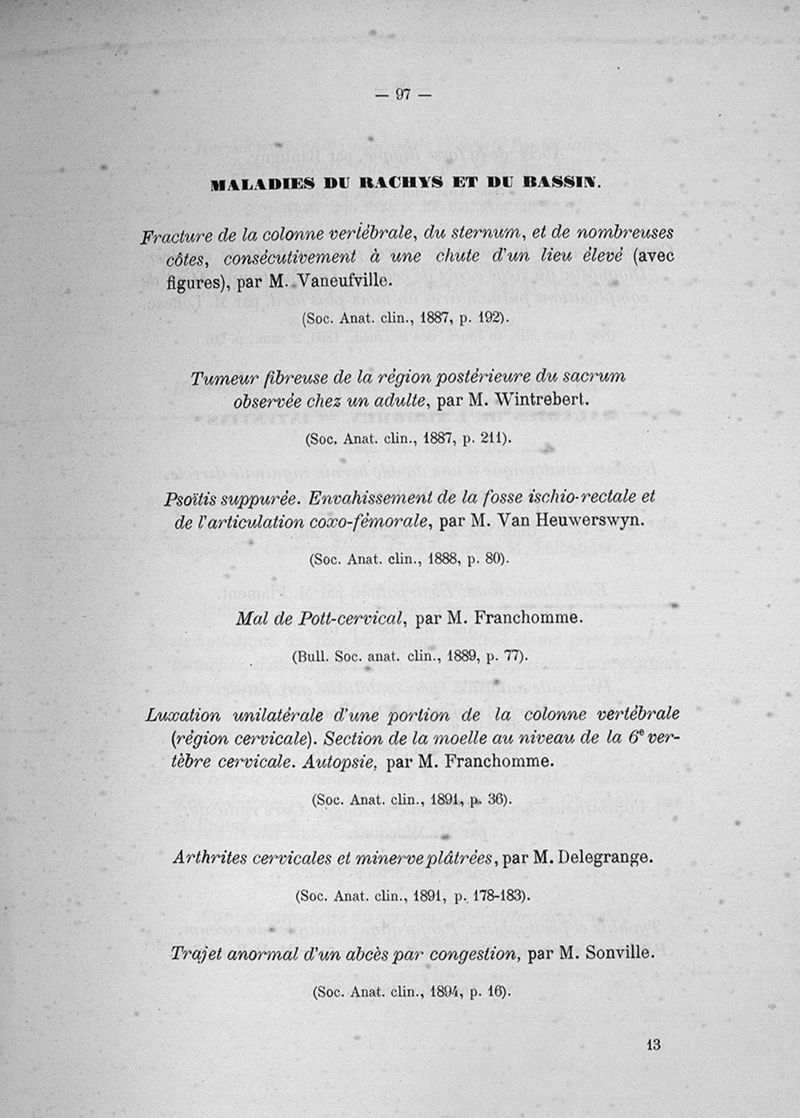 — 97 —
MALADIES DU RACHYS ET DU BASSIN.
Fracture de la colonne vertébrale, du sternum, et de nombreuses
côtes, consécutivement à une chute d'un lieu élevé (avec
figures), par M. Vaneufville.
(Soc. Anat. clin., 1887, p. 192).
Tumeur fibreuse de la région postérieure du sacrum
observée chez un adulte, par M. Wintrebert.
(Soc. Anat. clin., 1887, p. 211).
Psoïtis suppurée. Envahissement de la fosse ischio-rectale et
de l'articulation coxo-fémorale, par M. Van Heuwerswyn.
(Soc. Anat. clin., 1888, p. 80).
Mal de Pott-cervical, par M. Franchomme.
(Bull. Soc. anat. clin., 1889, p. 77).
Luxation unilatérale d'une portion de la colonne vertébrale
(région cervicale). Section de la moelle au niveau de la 6e ver-
tèbre cervicale. Autopsie, par M. Franchomme.
(Soc. Anat. clin., 1891, p. 36).
Arthrites cervicales et minerve plâtrées, par M. Delegrange.
(Soc. Anat. clin., 1891, p. 178-183).
Trajet anormal d'un abcès par congestion, par M. Sonville.
(Soc. Anat. clin., 1894, p. 16).
13